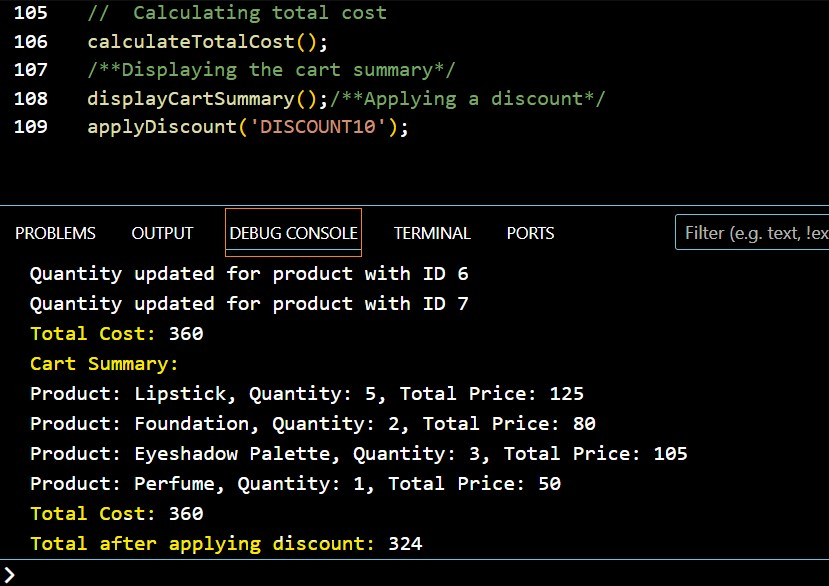 105 // Calculating total cost
106 calculateTotalCost();
107 /**Displaying the cart summary*/
108 displayCartSummary();/**Applying a discount*/
109 applyDiscount('DISCOUNT10');
PROBLEMS OUTPUT DEBUG CONSOLE TERMINAL PORTS Filter (e.g. text, !ex
Quantity updated for product with ID 6
Quantity updated for product with ID 7
Total Cost: 360
Cart Summary:
Product: Lipstick, Quantity: 5, Total Price: 125
Product: Foundation, Quantity: 2, Total Price: 80
Product: Eyeshadow Palette, Quantity: 3, Total Price: 105
Product: Perfume, Quantity: 1, Total Price: 50
Total Cost: 360
Total after applying discount: 324